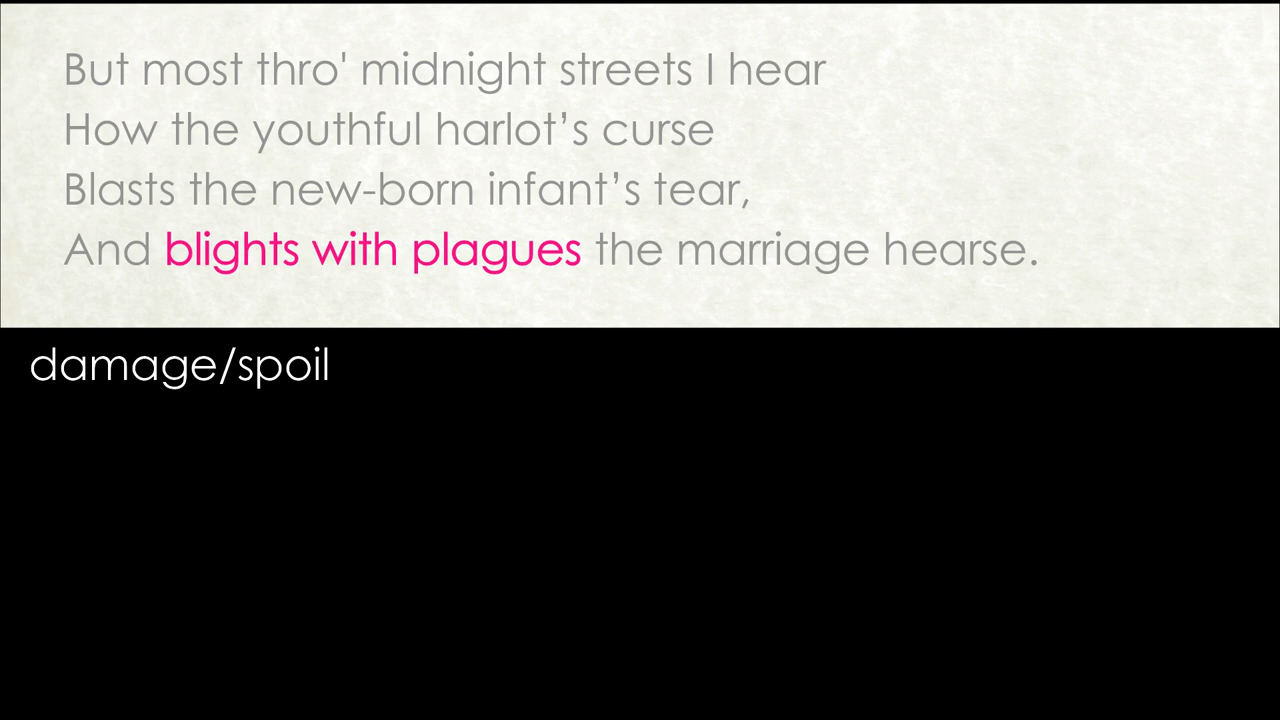 But most thro' midnight streets I hear
How the youthful harlot’s curse
Blasts the new-born infant’s tear,
And blights with plagues the marriage hearse.
damage/spoil